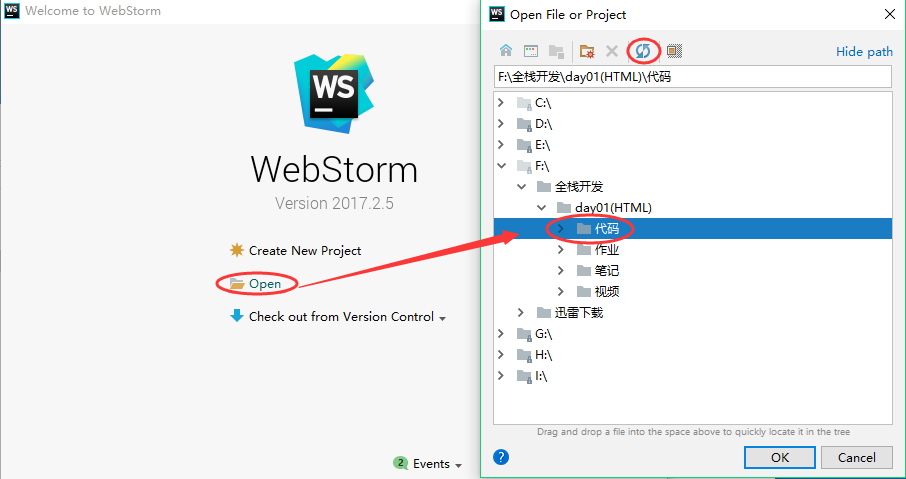 Welcome to WebStorm
WS
WebStorm
Version 2017.2.5
Create New Project
Open
Check out from Version Control
2 Events
Open File or Project
Hide path
F:\全栈开发\day01(HTML)\代码
C:\
D:\
E:\
F:\
全栈开发
day01(HTML)
代码
作业
笔记
视频
迅雷下载
G:\
H:\
I:\
Drag and drop a file into the space above to quickly locate it in the tree
?
OK
Cancel